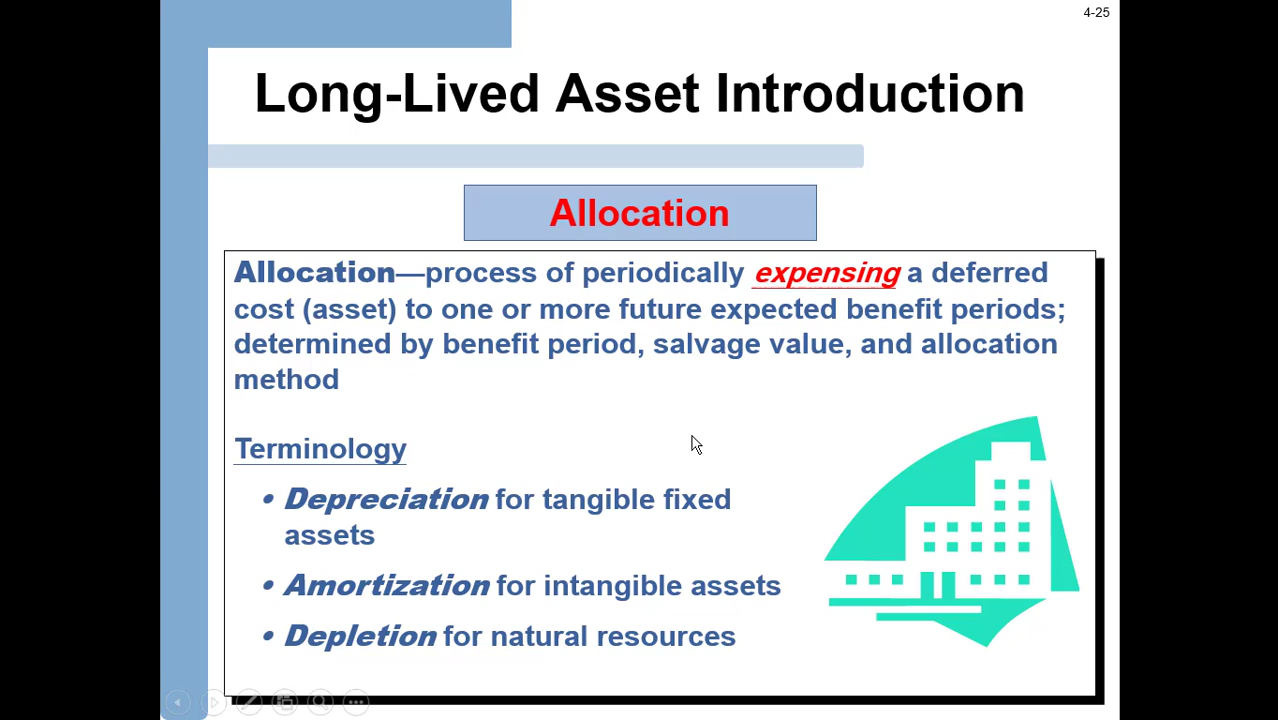 4-25
Long-Lived Asset Introduction
Allocation
Allocation—process of periodically expensing a deferred
cost (asset) to one or more future expected benefit periods;
determined by benefit period, salvage value, and allocation
method
Terminology
• Depreciation for tangible fixed
assets
• Amortization for intangible assets
• Depletion for natural resources